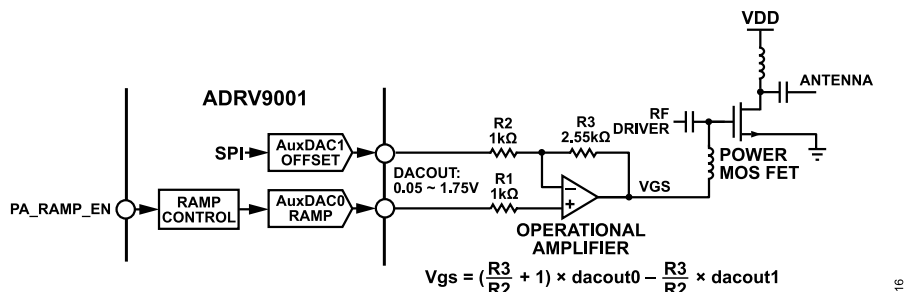 VDD
ANTENNA
RF
DRIVER
POWER
MOS FET
ADRV9001
SPI
AuxDAC1
OFFSET
PA_RAMP_EN
RAMP
CONTROL
AuxDAC0
RAMP
DACOUT:
0.05 ~ 1.75V
R2
1kΩ
R3
2.55kΩ
R1
1kΩ
−
+
VGS
OPERATIONAL
AMPLIFIER
Vgs = (R3/R2 + 1) × dacout0 − R3/R2 × dacout1
16